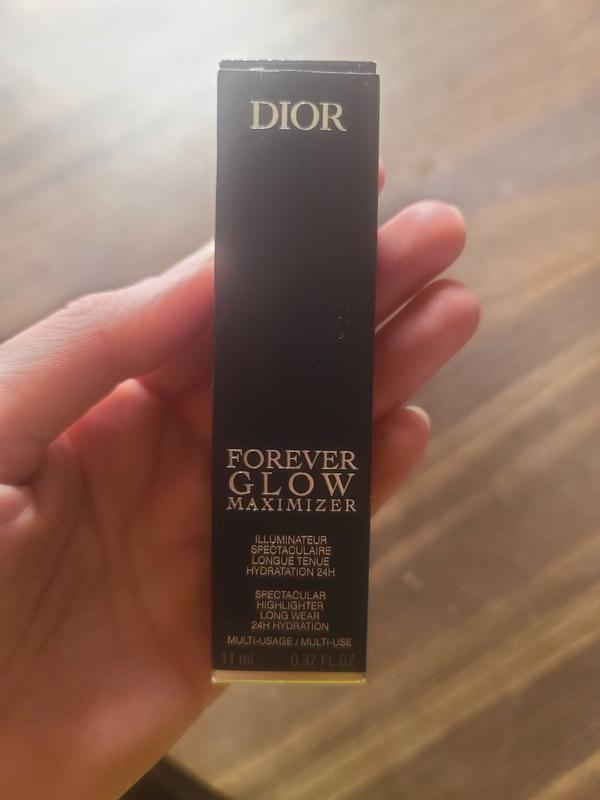 DIOR
FOREVER
GLOW
MAXIMIZER
ILLUMINATEUR
SPECTACULAIRE
LONGUE TENUE
HYDRATATION 24H
SPECTACULAR
HIGHLIGHTER
LONG WEAR
24H HYDRATION
MULTI-USAGE / MULTI-USE
11 ml 0.37 FL.OZ